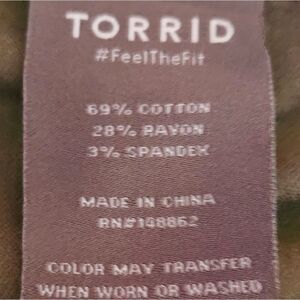 TORRID
#FeelTheFit
69% COTTON
28% RAYON
3% SPANDEX
MADE IN CHINA
RN#148862
COLOR MAY TRANSFER
WHEN WORN OR WASHED